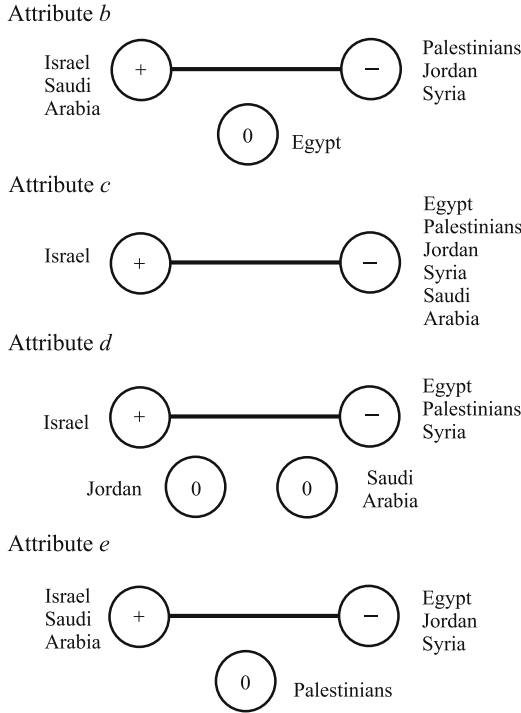 Attribute b
Israel
Saudi
Arabia
+
−
Palestinians
Jordan
Syria
0
Egypt
Attribute c
Israel
+
−
Egypt
Palestinians
Jordan
Syria
Saudi
Arabia
Attribute d
Israel
+
−
Egypt
Palestinians
Syria
Jordan
0
0
Saudi
Arabia
Attribute e
Israel
Saudi
Arabia
+
−
Egypt
Jordan
Syria
0
Palestinians